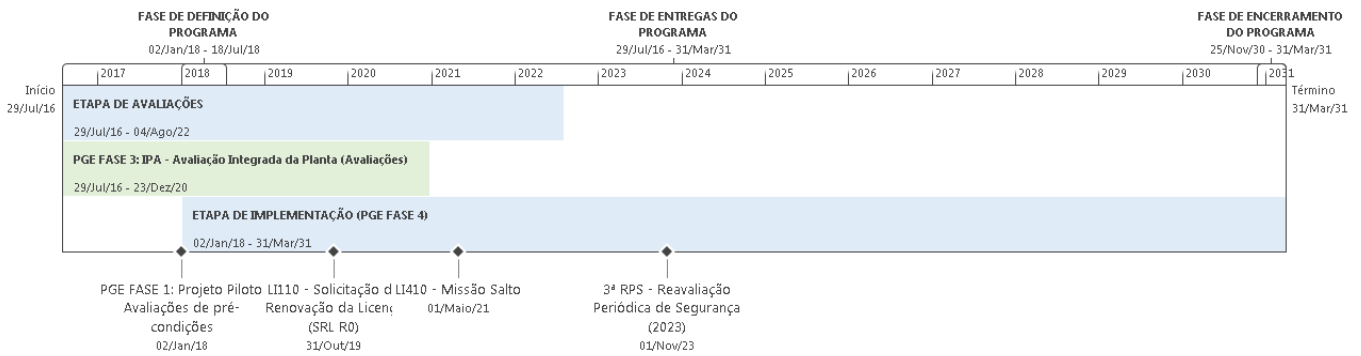 FASE DE DEFINIÇÃO DO
PROGRAMA
02/Jan/18 - 18/Jul/18
FASE DE ENTREGAS DO
PROGRAMA
29/Jul/16 - 31/Mar/31
FASE DE ENCERRAMENTO
DO PROGRAMA
25/Nov/30 - 31/Mar/31
2017 2018 2019 2020 2021 2022 2023 2024 2025 2026 2027 2028 2029 2030 2031
Início
29/Jul/16
Término
31/Mar/31
ETAPA DE AVALIAÇÕES
29/Jul/16 - 04/Ago/22
PGE FASE 3: IPA - Avaliação Integrada da Planta (Avaliações)
29/Jul/16 - 23/Dez/20
ETAPA DE IMPLEMENTAÇÃO (PGE FASE 4)
02/Jan/18 - 31/Mar/31
PGE FASE 1: Projeto Piloto
Avaliações de pré-
condições
02/Jan/18
LI110 - Solicitação d
Renovação da Licenç
(SRL R0)
31/Out/19
LI410 - Missão Salto
01/Maio/21
3ª RPS - Reavaliação
Periódica de Segurança
(2023)
01/Nov/23